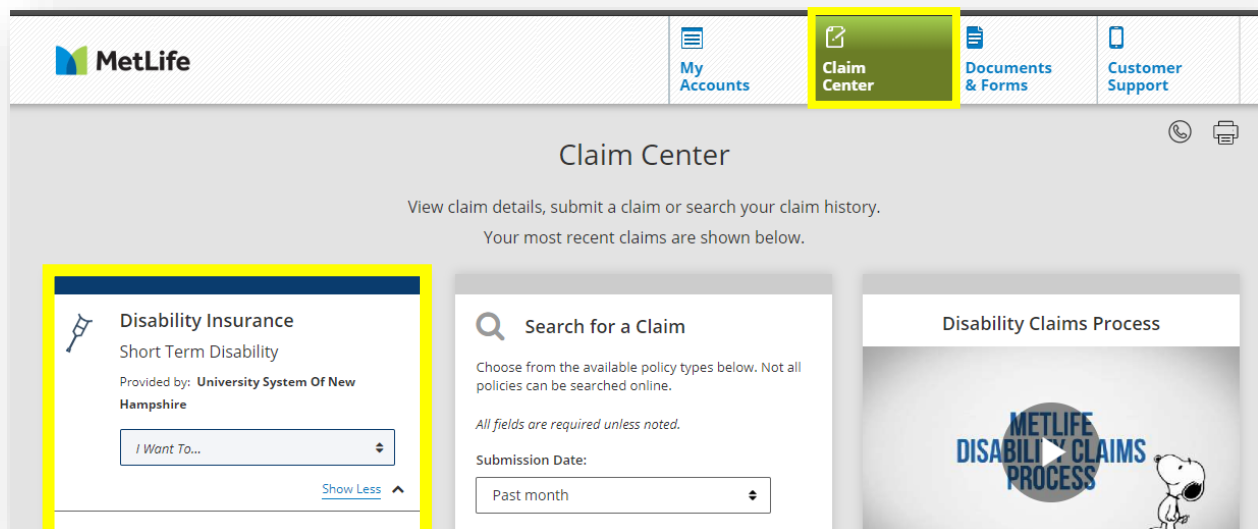 MetLife
My
Accounts
Claim
Center
Documents
& Forms
Customer
Support
Claim Center
View claim details, submit a claim or search your claim history.
Your most recent claims are shown below.
Disability Insurance
Short Term Disability
Provided by: University System Of New
Hampshire
I Want To...
Show Less
Search for a Claim
Choose from the available policy types below. Not all
policies can be searched online.
All fields are required unless noted.
Submission Date:
Past month
Disability Claims Process
METLIFE
DISABILITY CLAIMS
PROCESS